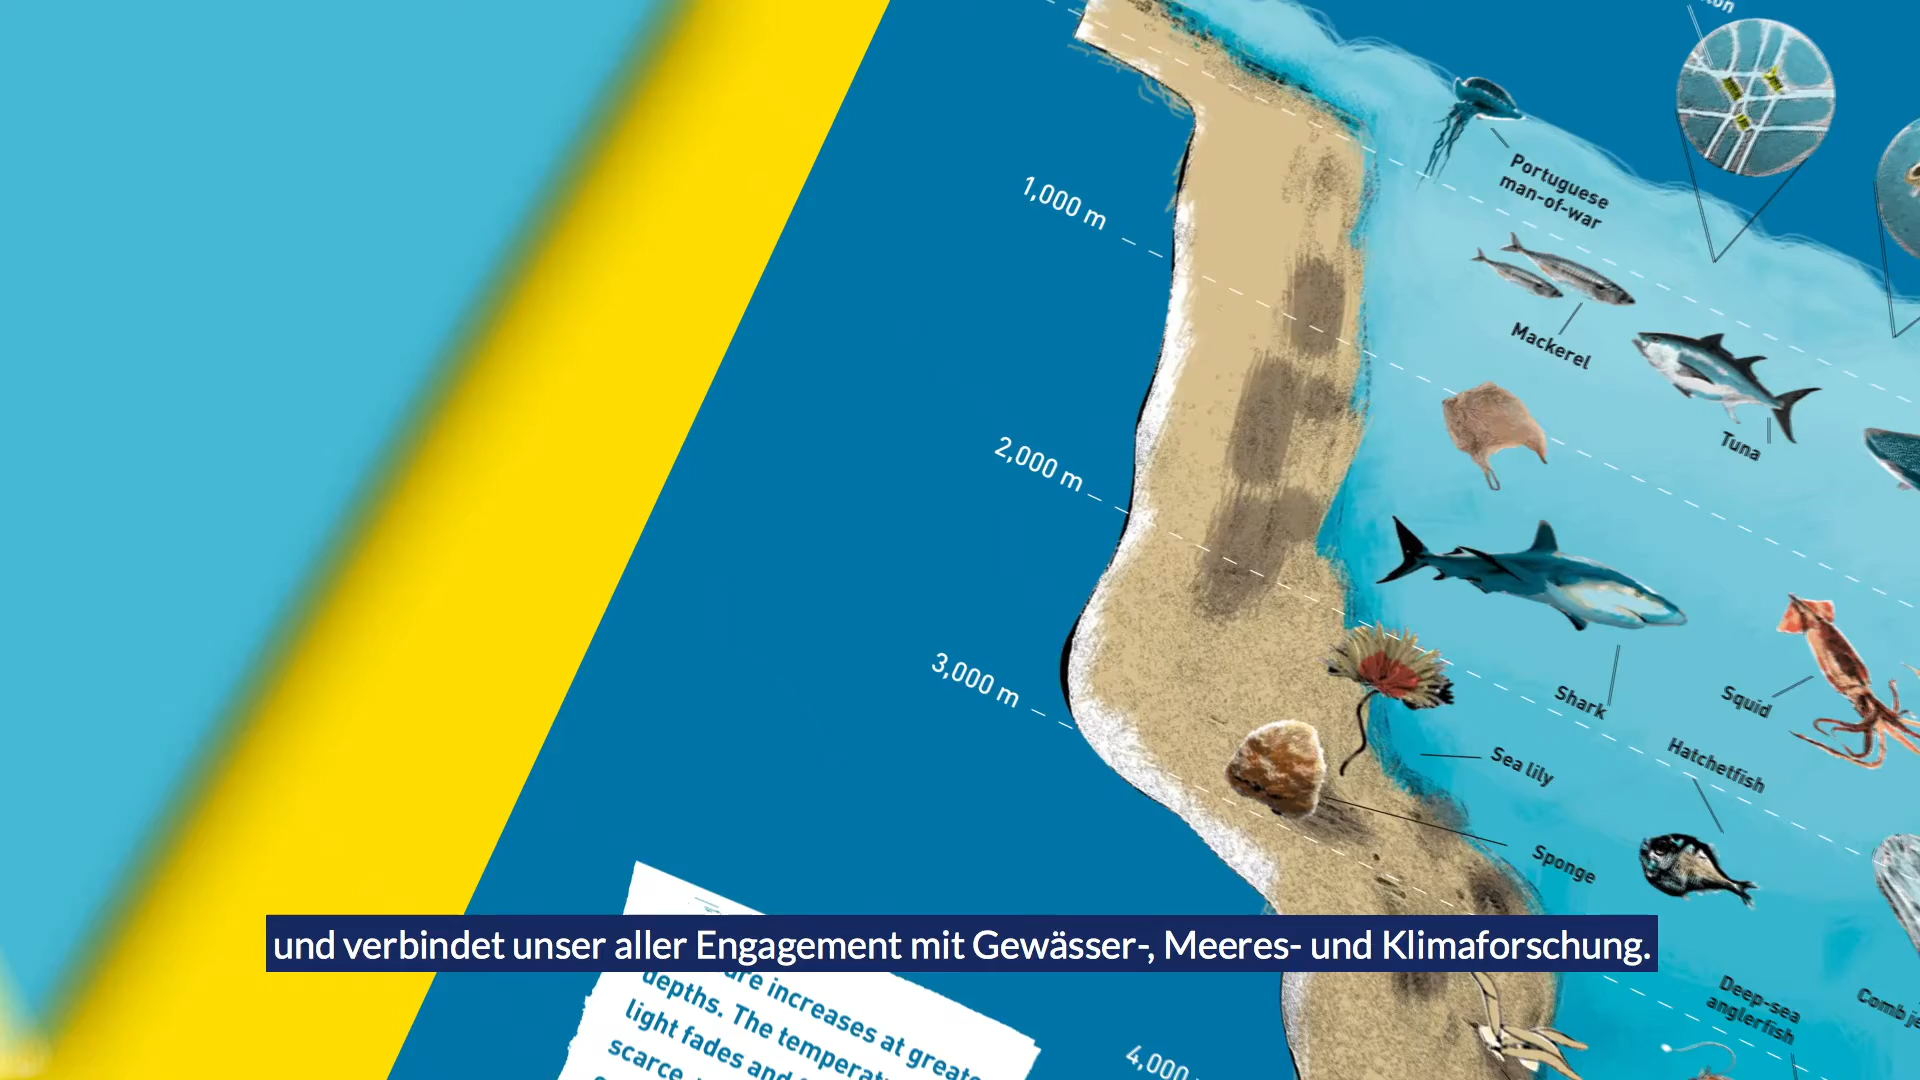 1,000 m
2,000 m
3,000 m
4,000
Portuguese
man-of-war
Mackerel
Tuna
Shark
Squid
Sea lily
Hatchetfish
Sponge
Deep-sea
anglerfish
Comb
und verbindet unser aller Engagement mit Gewässer-, Meeres- und Klimaforschung.
increases at
depths. The
light fades and
scarce